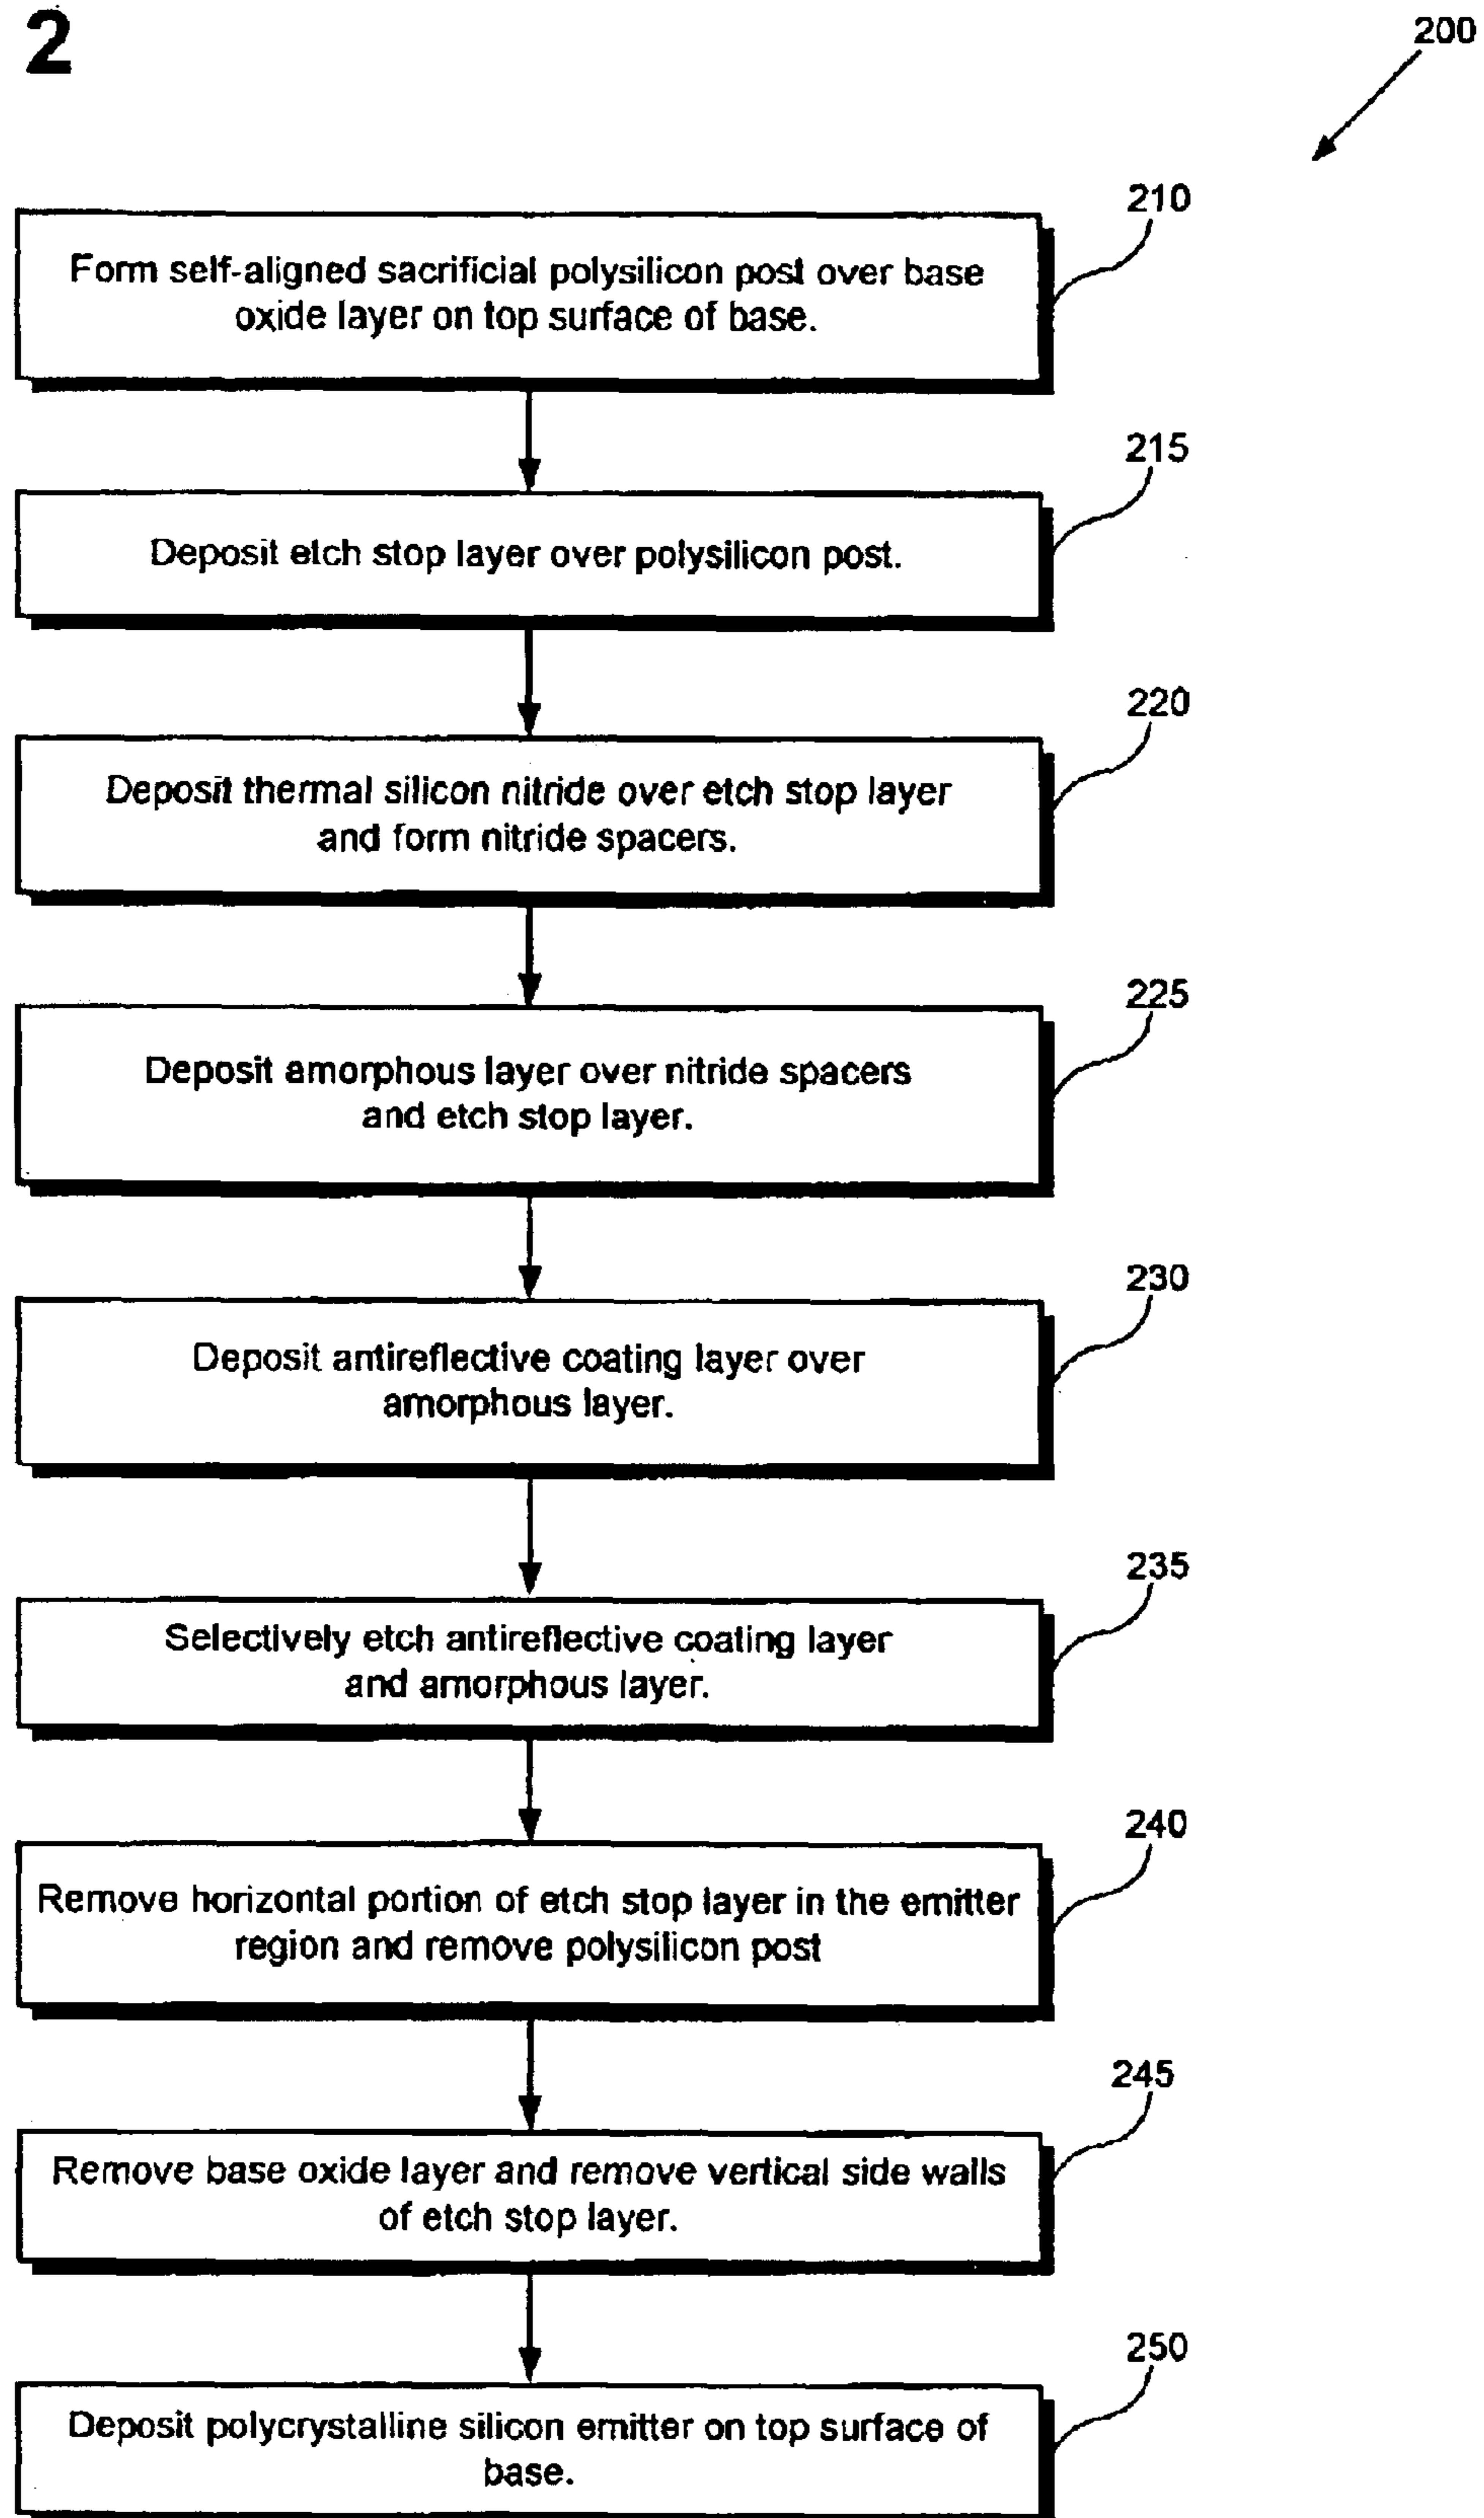 2
200
210
Form self-aligned sacrificial polysilicon post over base
oxide layer on top surface of base.
215
Deposit etch stop layer over polysilicon post.
220
Deposit thermal silicon nitride over etch stop layer
and form nitride spacers.
225
Deposit amorphous layer over nitride spacers
and etch stop layer.
230
Deposit antireflective coating layer over
amorphous layer.
235
Selectively etch antireflective coating layer
and amorphous layer.
240
Remove horizontal portion of etch stop layer in the emitter
region and remove polysilicon post
245
Remove base oxide layer and remove vertical side walls
of etch stop layer.
250
Deposit polycrystalline silicon emitter on top surface of
base.